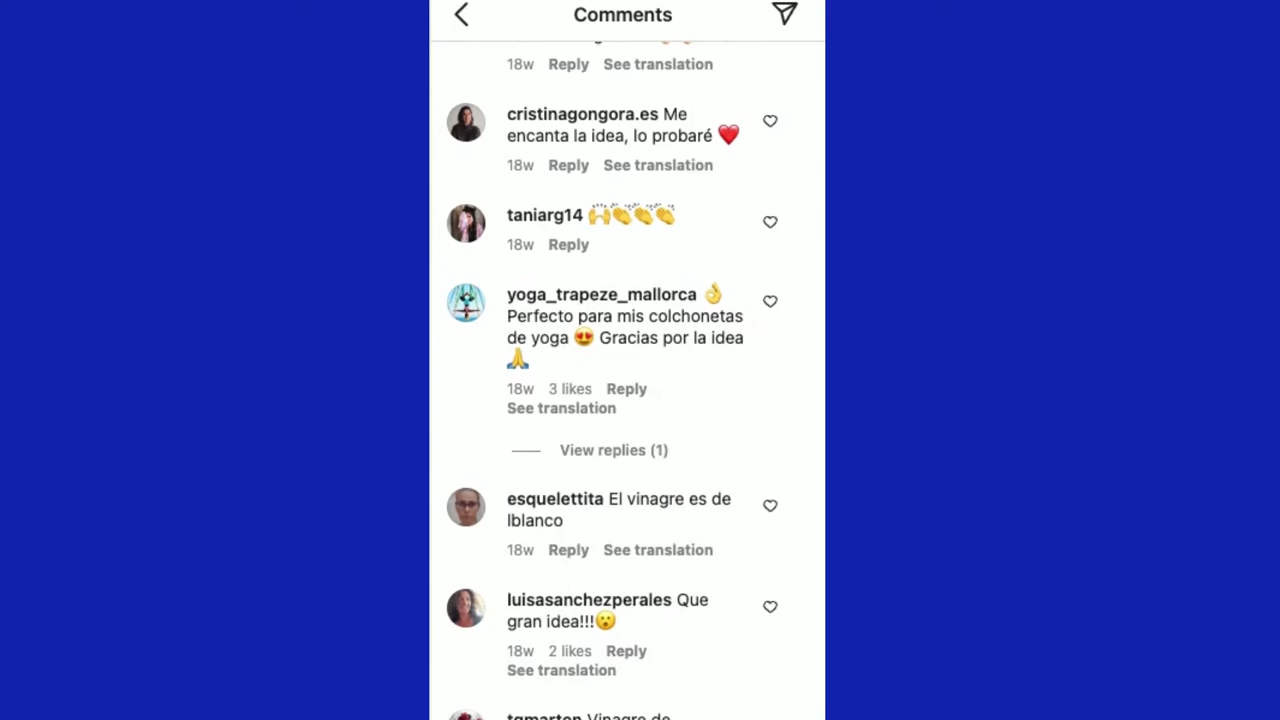 Comments
18w Reply See translation
cristinagongora.es Me
encanta la idea, lo probaré ❤️
18w Reply See translation
taniarg14 🙌👏👏👏
18w Reply
yoga_trapeze_mallorca 👌
Perfecto para mis colchonetas
de yoga 😍 Gracias por la idea
🙏
18w 3 likes Reply
See translation
View replies (1)
esquelettita El vinagre es de
lblanco
18w Reply See translation
luisasanchezperales Que
gran idea!!!😮
18w 2 likes Reply
See translation
Vinagre de